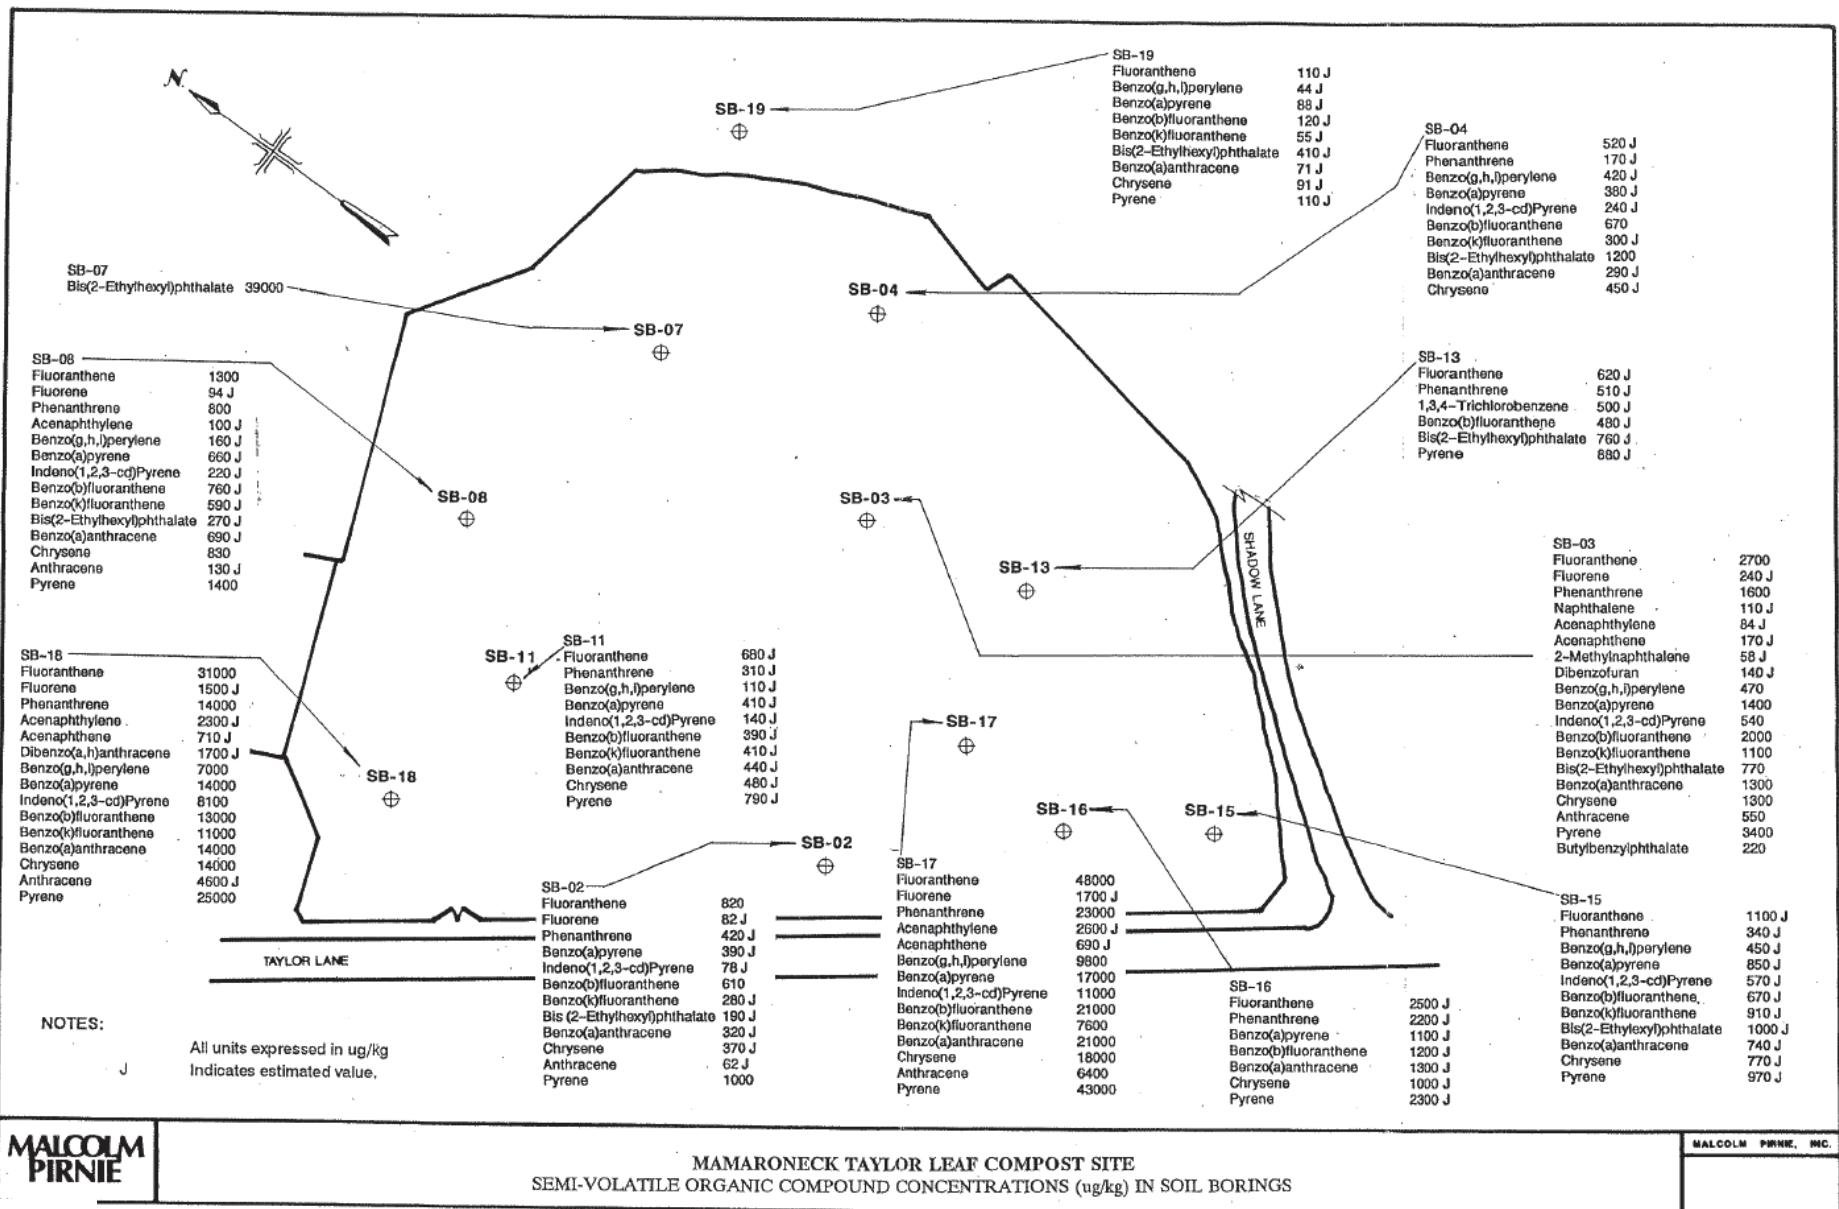 N.
SB-19
Fluoranthene 110 J
Benzo(g,h,i)perylene 44 J
Benzo(a)pyrene 88 J
Benzo(b)fluoranthene 120 J
Benzo(k)fluoranthene 55 J
Bis(2-Ethylhexyl)phthalate 410 J
Benzo(a)anthracene 71 J
Chrysene 91 J
Pyrene 110 J
SB-19
SB-04
Fluoranthene 520 J
Phenanthrene 170 J
Benzo(g,h,i)perylene 420 J
Benzo(a)pyrene 380 J
Indeno(1,2,3-cd)Pyrene 240 J
Benzo(b)fluoranthene 670
Benzo(k)fluoranthene 300 J
Bis(2-Ethylhexyl)phthalate 1200
Benzo(a)anthracene 290 J
Chrysene 450 J
SB-07
Bis(2-Ethylhexyl)phthalate 39000
SB-04
SB-07
SB-08
Fluoranthene 1300
Fluorene 94 J
Phenanthrene 800
Acenaphthylene 100 J
Benzo(g,h,i)perylene 160 J
Benzo(a)pyrene 660 J
Indeno(1,2,3-cd)Pyrene 220 J
Benzo(b)fluoranthene 760 J
Benzo(k)fluoranthene 590 J
Bis(2-Ethylhexyl)phthalate 270 J
Benzo(a)anthracene 690 J
Chrysene 830
Anthracene 130 J
Pyrene 1400
SB-13
Fluoranthene 620 J
Phenanthrene 510 J
1,3,4-Trichlorobenzene 500 J
Benzo(b)fluoranthene 480 J
Bis(2-Ethylhexyl)phthalate 760 J
Pyrene 880 J
SB-08
SB-03
SB-13
SHADOW LANE
SB-03
Fluoranthene 2700
Fluorene 240 J
Phenanthrene 1600
Naphthalene 110 J
Acenaphthylene 84 J
Acenaphthene 170 J
2-Methylnaphthalene 58 J
Dibenzofuran 140 J
Benzo(g,h,i)perylene 470
Benzo(a)pyrene 1400
Indeno(1,2,3-cd)Pyrene 540
Benzo(b)fluoranthene 2000
Benzo(k)fluoranthene 1100
Bis(2-Ethylhexyl)phthalate 770
Benzo(a)anthracene 1300
Chrysene 1300
Anthracene 550
Pyrene 3400
Butylbenzylphthalate 220
SB-18
Fluoranthene 31000
Fluorene 1500 J
Phenanthrene 14000
Acenaphthylene 2300 J
Acenaphthene 710 J
Dibenzo(a,h)anthracene 1700 J
Benzo(g,h,i)perylene 7000
Benzo(a)pyrene 14000
Indeno(1,2,3-cd)Pyrene 8100
Benzo(b)fluoranthene 13000
Benzo(k)fluoranthene 11000
Benzo(a)anthracene 14000
Chrysene 14000
Anthracene 4600 J
Pyrene 25000
SB-11
SB-11
Fluoranthene 680 J
Phenanthrene 310 J
Benzo(g,h,i)perylene 110 J
Benzo(a)pyrene 410 J
Indeno(1,2,3-cd)Pyrene 140 J
Benzo(b)fluoranthene 390 J
Benzo(k)fluoranthene 410 J
Benzo(a)anthracene 440 J
Chrysene 480 J
Pyrene 790 J
SB-17
SB-18
SB-16
SB-15
SB-02
SB-02
Fluoranthene 820
Fluorene 82 J
Phenanthrene 420 J
Benzo(a)pyrene 390 J
Indeno(1,2,3-cd)Pyrene 78 J
Benzo(b)fluoranthene 610
Benzo(k)fluoranthene 280 J
Bis (2-Ethylhexyl)phthalate 190 J
Benzo(a)anthracene 320 J
Chrysene 370 J
Anthracene 62 J
Pyrene 1000
SB-17
Fluoranthene 48000
Fluorene 1700 J
Phenanthrene 23000
Acenaphthylene 2600 J
Acenaphthene 690 J
Benzo(g,h,i)perylene 9800
Benzo(a)pyrene 17000
Indeno(1,2,3-cd)Pyrene 11000
Benzo(b)fluoranthene 21000
Benzo(k)fluoranthene 7600
Benzo(a)anthracene 21000
Chrysene 18000
Anthracene 6400
Pyrene 43000
SB-16
Fluoranthene 2500 J
Phenanthrene 2200 J
Benzo(a)pyrene 1100 J
Benzo(b)fluoranthene 1200 J
Benzo(a)anthracene 1300 J
Chrysene 1000 J
Pyrene 2300 J
SB-15
Fluoranthene 1100 J
Phenanthrene 340 J
Benzo(g,h,i)perylene 450 J
Benzo(a)pyrene 850 J
Indeno(1,2,3-cd)Pyrene 570 J
Benzo(b)fluoranthene 670 J
Benzo(k)fluoranthene 910 J
Bis(2-Ethylexyl)phthalate 1000 J
Benzo(a)anthracene 740 J
Chrysene 770 J
Pyrene 970 J
TAYLOR LANE
NOTES:
All units expressed in ug/kg
J Indicates estimated value.
MALCOLM
PIRNIE
MAMARONECK TAYLOR LEAF COMPOST SITE
SEMI-VOLATILE ORGANIC COMPOUND CONCENTRATIONS (ug/kg) IN SOIL BORINGS
MALCOLM PIRNIE, INC.